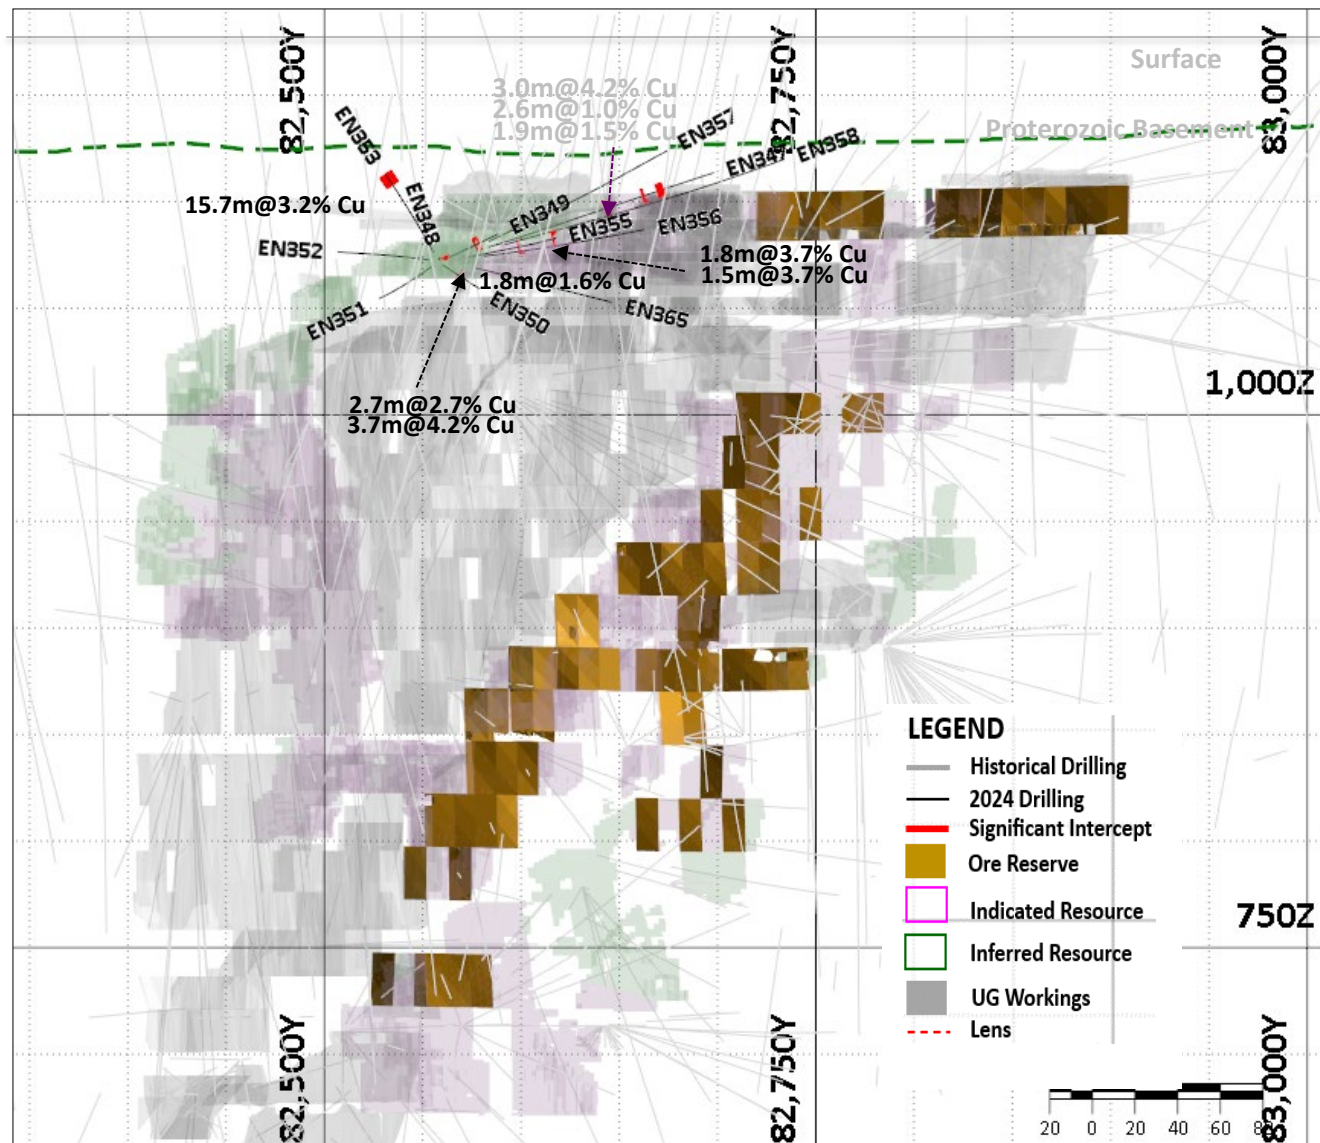 82,500Y
82,750Y
83,000Y
Surface
3.0m@4.2% Cu
2.6m@1.0% Cu
1.9m@1.5% Cu
Proterozoic Basement
EN353
EN357
EN347
EN358
15.7m@3.2% Cu
EN348
EN349
EN355
EN356
EN352
1.8m@3.7% Cu
1.5m@3.7% Cu
1.8m@1.6% Cu
EN351
EN350
EN365
1,000Z
2.7m@2.7% Cu
3.7m@4.2% Cu
LEGEND
Historical Drilling
2024 Drilling
Significant Intercept
Ore Reserve
Indicated Resource
750Z
Inferred Resource
UG Workings
Lens
82,500Y
82,750Y
83,000Y
20 0 20 40 60 80